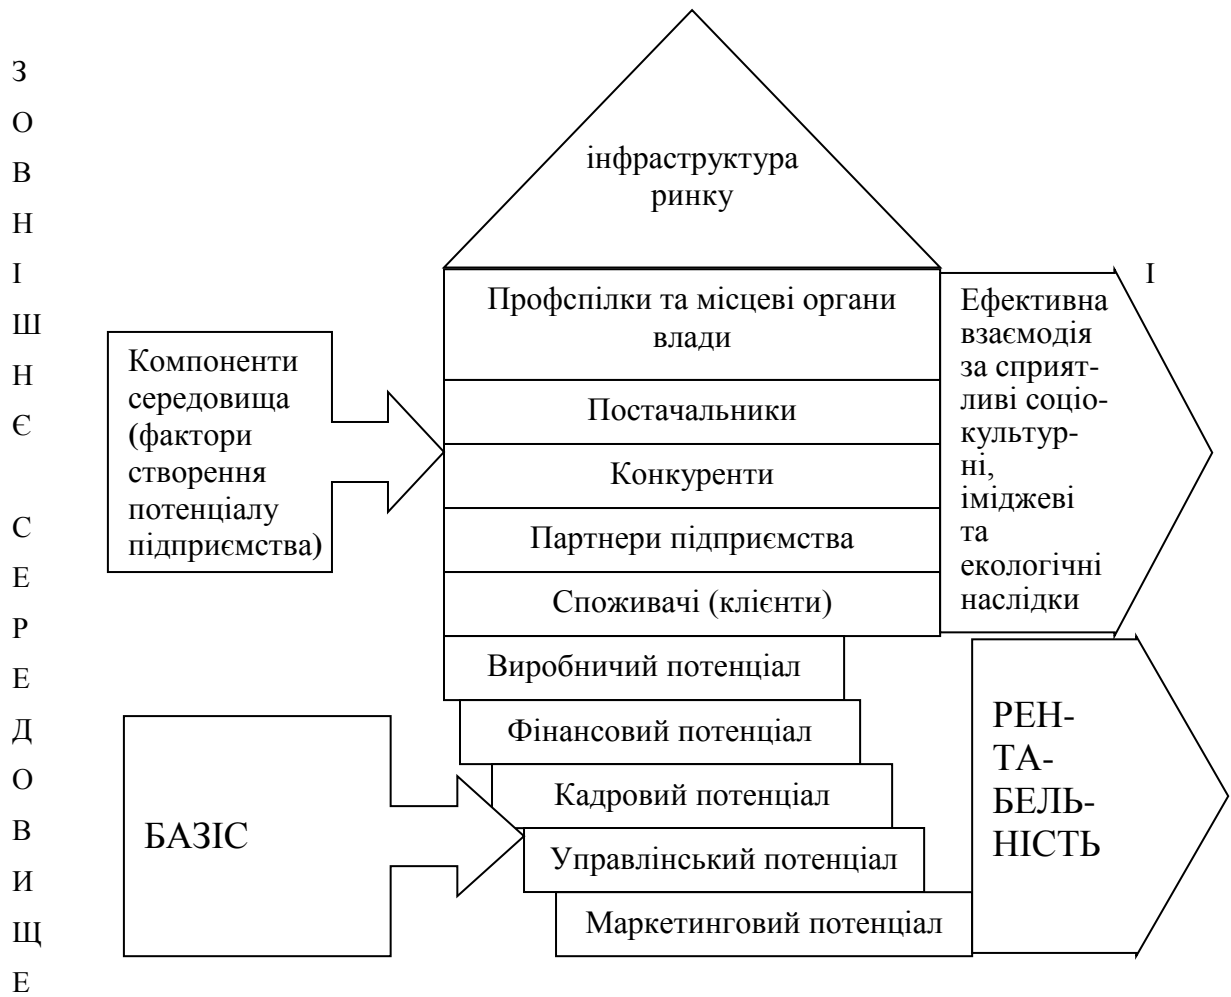 З
О
В
Н
І
Ш
Н
Є
С
Е
Р
Е
Д
О
В
И
Щ
Е
інфраструктура
ринку
Профспілки та місцеві органи
влади
Постачальники
Конкуренти
Партнери підприємства
Споживачі (клієнти)
Виробничий потенціал
Фінансовий потенціал
Кадровий потенціал
Управлінський потенціал
Маркетинговий потенціал
Компоненти
середовища
(фактори
створення
потенціалу
підприємства)
БАЗІС
І
Ефективна
взаємодія
за сприят-
ливі соціо-
культур-
ні,
іміджеві
та
екологічні
наслідки
РЕН-
ТА-
БЕЛЬ-
НІСТЬ